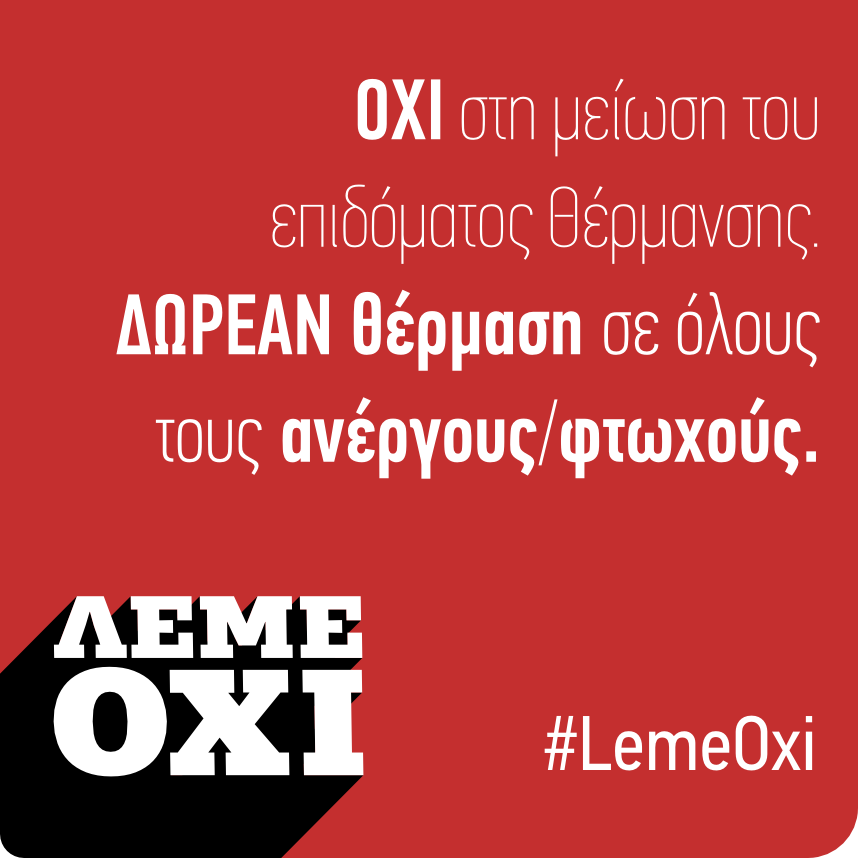 ΟΧΙ στη μείωση του
επιδόματος θέρμανσης.
ΔΩΡΕΑΝ θέρμαση σε όλους
τους ανέργους/φτωχούς.
ΛΕΜΕ
ΟΧΙ
#LemeOxi